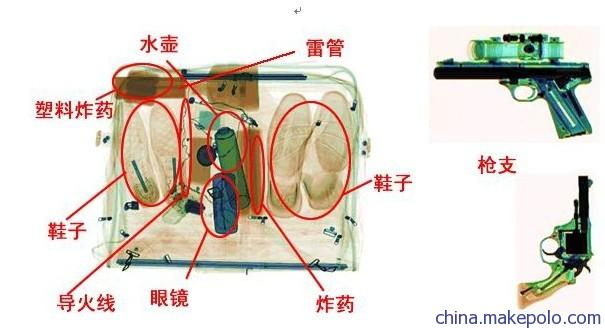 水壶
雷管
塑料炸药
鞋子
导火线
眼镜
炸药
鞋子
枪支
china.makepolo.com